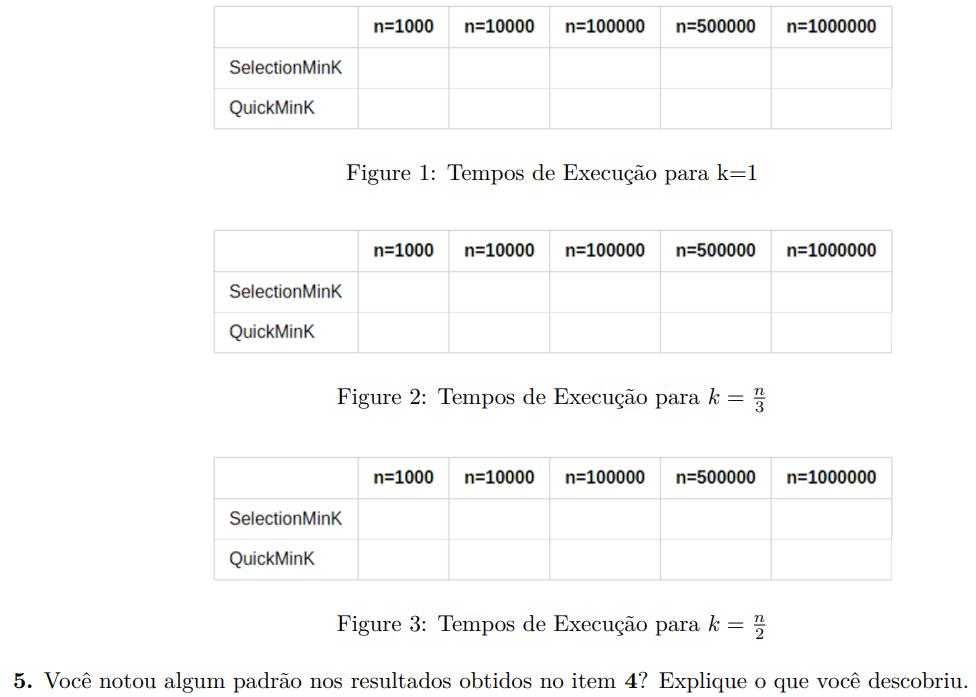 n=1000 n=10000 n=100000 n=500000 n=1000000
SelectionMinK
QuickMinK
Figure 1: Tempos de Execução para k=1
n=1000 n=10000 n=100000 n=500000 n=1000000
SelectionMinK
QuickMinK
Figure 2: Tempos de Execução para k = n/3
n=1000 n=10000 n=100000 n=500000 n=1000000
SelectionMinK
QuickMinK
Figure 3: Tempos de Execução para k = n/2
5. Você notou algum padrão nos resultados obtidos no item 4? Explique o que você descobriu.